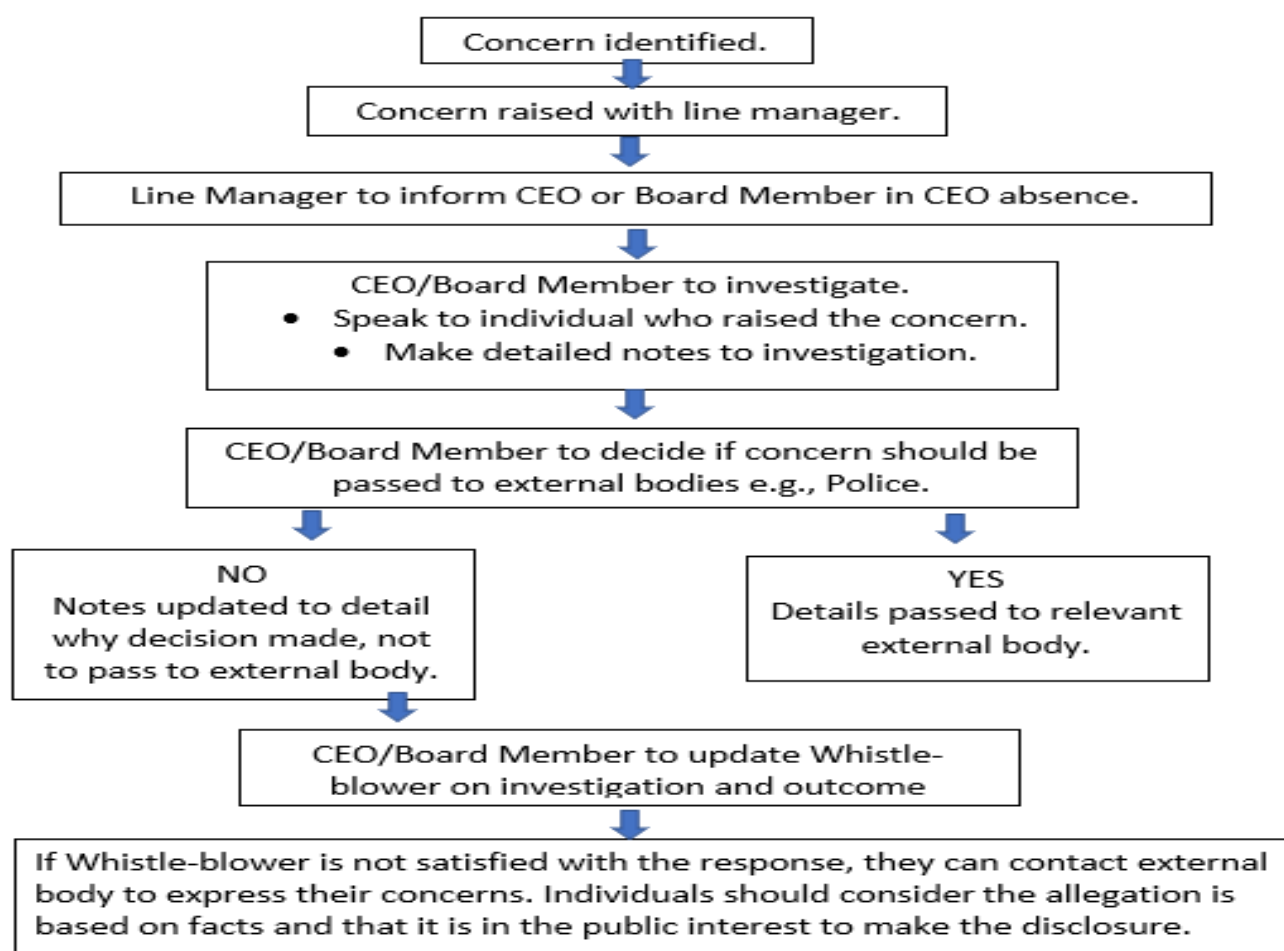 Concern identified.
Concern raised with line manager.
Line Manager to inform CEO or Board Member in CEO absence.
CEO/Board Member to investigate.
• Speak to individual who raised the concern.
• Make detailed notes to investigation.
CEO/Board Member to decide if concern should be
passed to external bodies e.g., Police.
NO
Notes updated to detail
why decision made, not
to pass to external body.
YES
Details passed to relevant
external body.
CEO/Board Member to update Whistle-
blower on investigation and outcome
If Whistle-blower is not satisfied with the response, they can contact external
body to express their concerns. Individuals should consider the allegation is
based on facts and that it is in the public interest to make the disclosure.